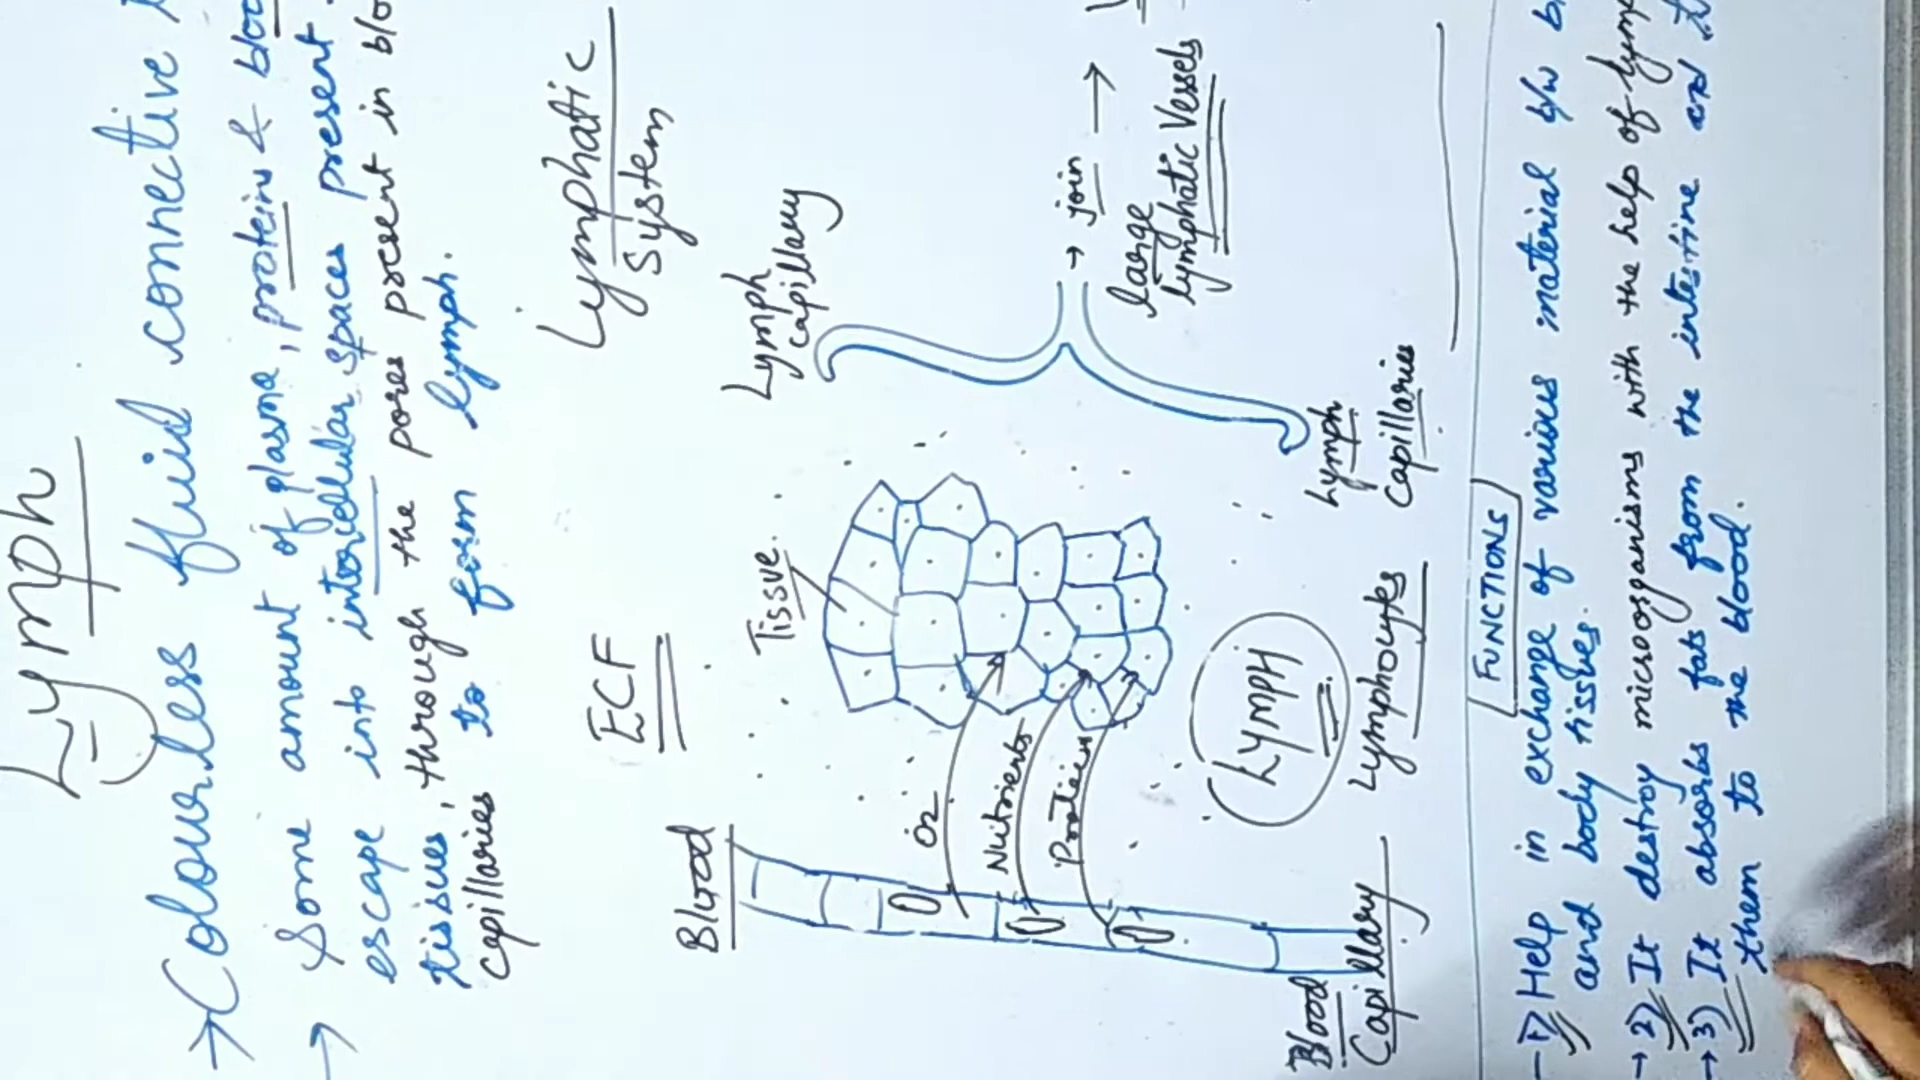 Lymph
→ Colourless fluid connective
→ Some amount of plasma, proteins & bloo
escape into intercellular spaces present
tissues, through the pores present in blo
capillaries to form lymph.
ECF
Lymphatic
System
Blood
Tissue
Lymph
Capillary
O2
Nutrients
Proteins
→ join →
large
lymphatic Vessels
LYMPH
Lymph
Capillaries
Blood
Capillary
Lymphocytes
FUNCTIONS
→ 1) Help in exchange of various material b/w b
and body tissues.
→ 2) It destroy microorganisms with the help of lymp
→ 3) It absorbs fats from the intestine and t
them to the blood.